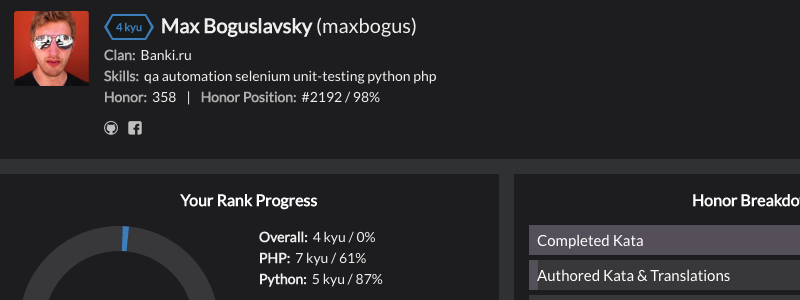 4 kyu Max Boguslavsky (maxbogus)
Clan: Banki.ru
Skills: qa automation selenium unit-testing python php
Honor: 358 | Honor Position: #2192 / 98%
Your Rank Progress
Overall: 4 kyu / 0%
PHP: 7 kyu / 61%
Python: 5 kyu / 87%
Honor Breakdo
Completed Kata
Authored Kata & Translations